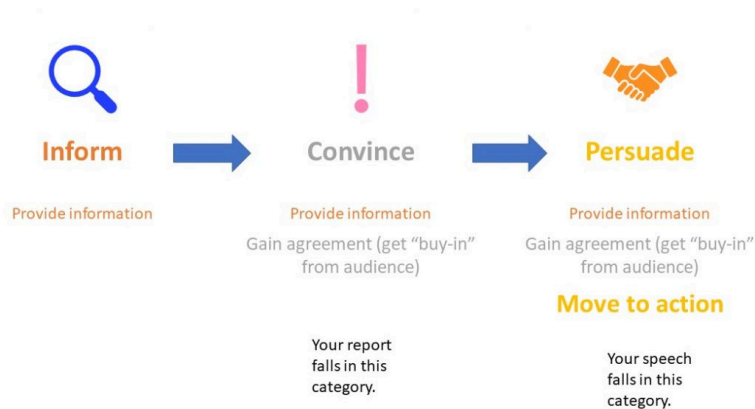 Inform
Convince
Persuade
Provide information
Provide information
Provide information
Gain agreement (get “buy-in”
from audience)
Gain agreement (get “buy-in”
from audience)
Move to action
Your report
falls in this
category.
Your speech
falls in this
category.